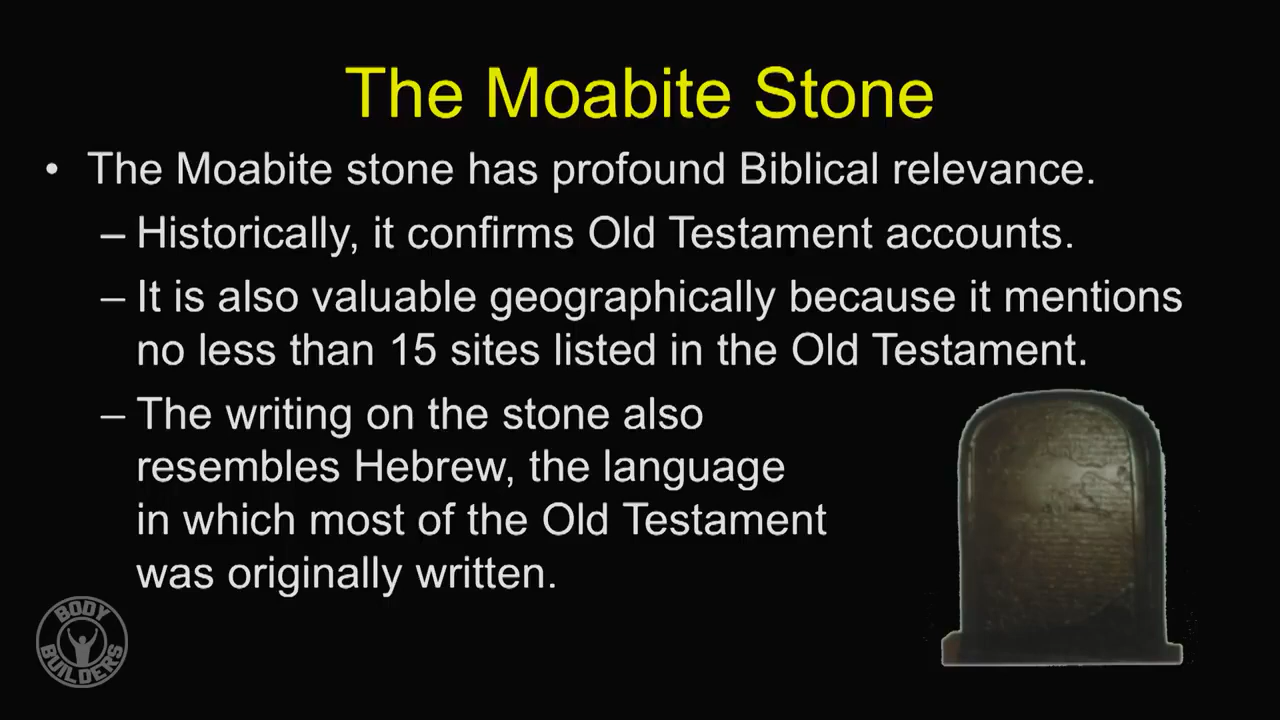 The Moabite Stone
• The Moabite stone has profound Biblical relevance.
– Historically, it confirms Old Testament accounts.
– It is also valuable geographically because it mentions
no less than 15 sites listed in the Old Testament.
– The writing on the stone also
resembles Hebrew, the language
in which most of the Old Testament
was originally written.
BODY
BUILDERS